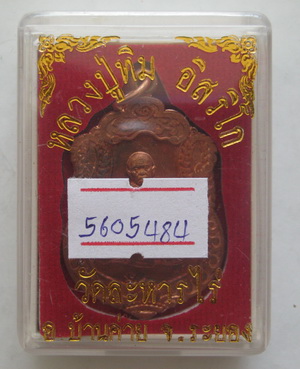 หลวงปู่ทิม อิสริโก
5605484
วัดละหารไร่
อ.บ้านค่าย จ.ระยอง